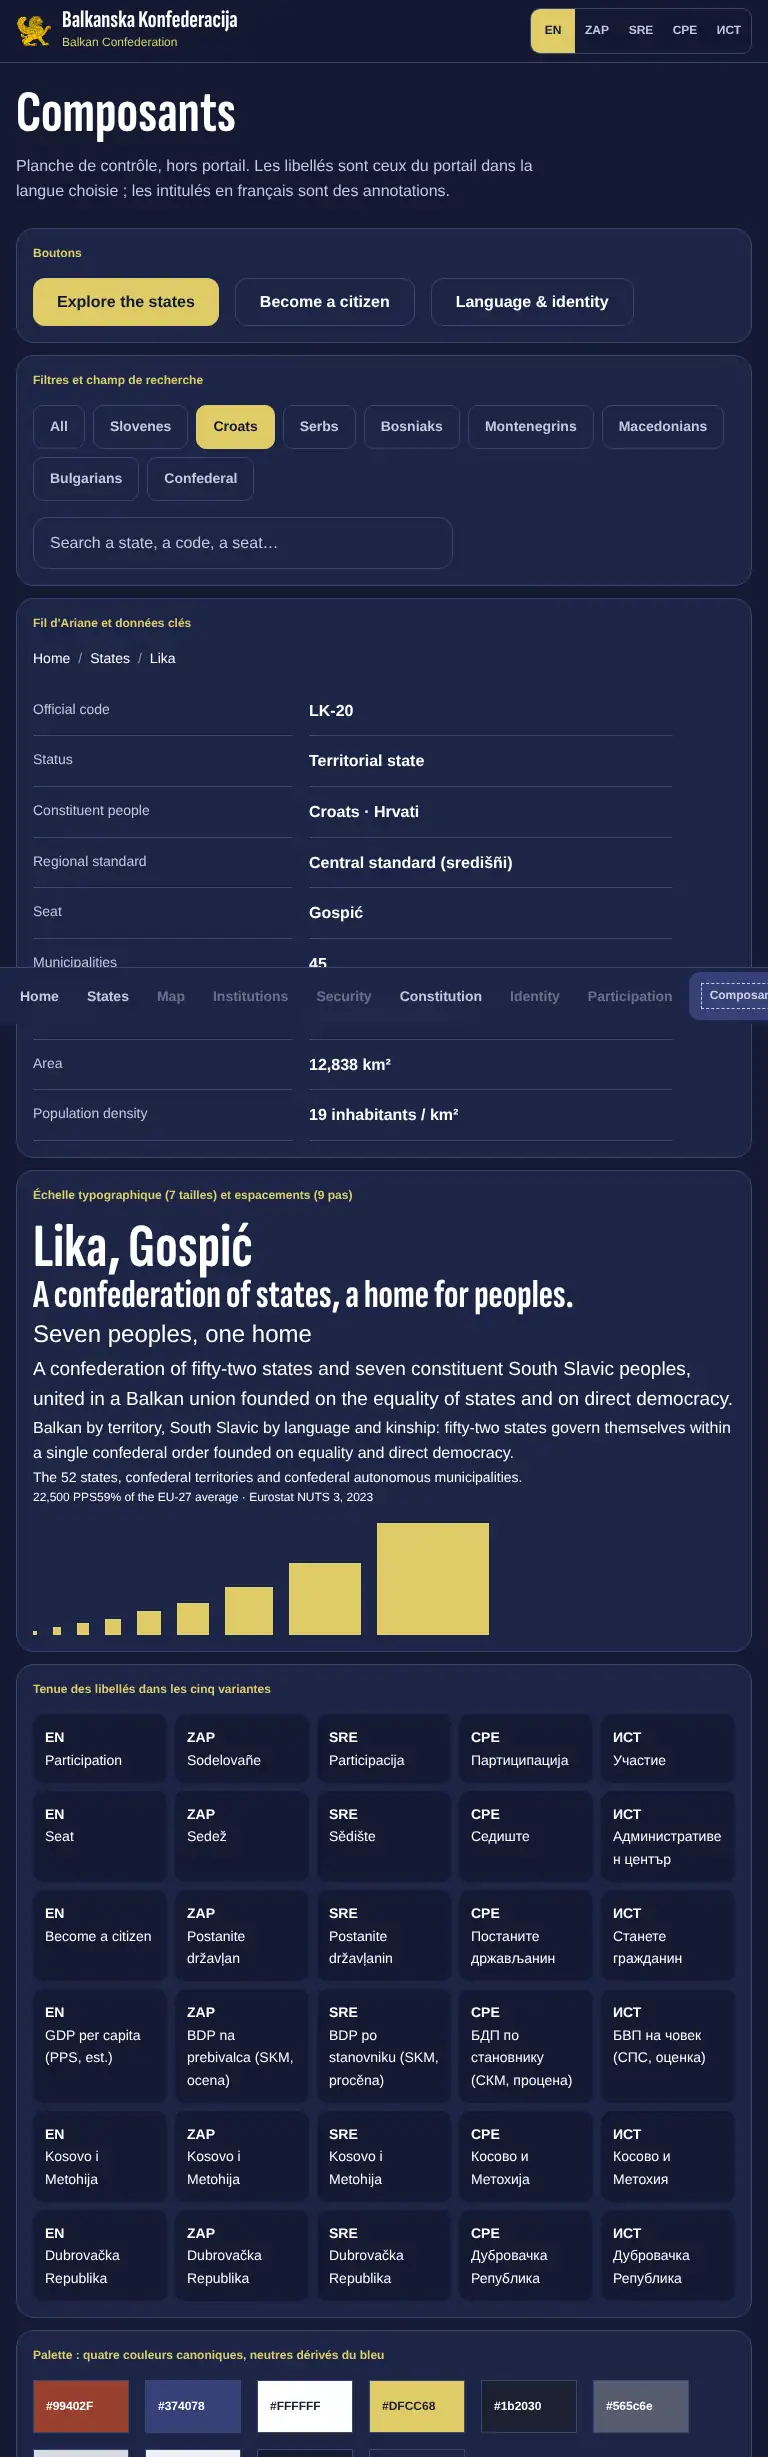 Balkanska Konfederacija
Balkan Confederation
EN ZAP SRE СРЕ ИСТ
Composants
Planche de contrôle, hors portail. Les libellés sont ceux du portail dans la
langue choisie ; les intitulés en français sont des annotations.
Boutons
Explore the states Become a citizen Language & identity
Filtres et champ de recherche
All Slovenes Croats Serbs Bosniaks Montenegrins Macedonians
Bulgarians Confederal
Search a state, a code, a seat…
Fil d'Ariane et données clés
Home / States / Lika
Official code LK-20
Status Territorial state
Constituent people Croats · Hrvati
Regional standard Central standard (središñi)
Seat Gospić
Municipalities 45
Home States Map Institutions Security Constitution Identity Participation
Area 12,838 km²
Population density 19 inhabitants / km²
Échelle typographique (7 tailles) et espacements (9 pas)
Lika, Gospić
A confederation of states, a home for peoples.
Seven peoples, one home
A confederation of fifty-two states and seven constituent South Slavic peoples,
united in a Balkan union founded on the equality of states and on direct democracy.
Balkan by territory, South Slavic by language and kinship: fifty-two states govern themselves within
a single confederal order founded on equality and direct democracy.
The 52 states, confederal territories and confederal autonomous municipalities.
22,500 PPS59% of the EU-27 average · Eurostat NUTS 3, 2023
Tenue des libellés dans les cinq variantes
EN ZAP SRE СРЕ ИСТ
Participation Sodelovañe Participacija Партиципација Участие
EN ZAP SRE СРЕ ИСТ
Seat Sedež Sědište Седиште Административе
н център
EN ZAP SRE СРЕ ИСТ
Become a citizen Postanite Postanite Постаните Станете
državļan državļanin држављанин гражданин
EN ZAP SRE СРЕ ИСТ
GDP per capita BDP na BDP po БДП по БВП на човек
(PPS, est.) prebivalca (SKM, stanovniku (SKM, становнику (СПС, оценка)
ocena) procěna) (СКМ, процена)
EN ZAP SRE СРЕ ИСТ
Kosovo i Kosovo i Kosovo i Косово и Косово и
Metohija Metohija Metohija Метохија Метохия
EN ZAP SRE СРЕ ИСТ
Dubrovačka Dubrovačka Dubrovačka Дубровачка Дубровачка
Republika Republika Republika Република Република
Palette : quatre couleurs canoniques, neutres dérivés du bleu
#99402F #374078 #FFFFFF #DFCC68 #1b2030 #565c6e